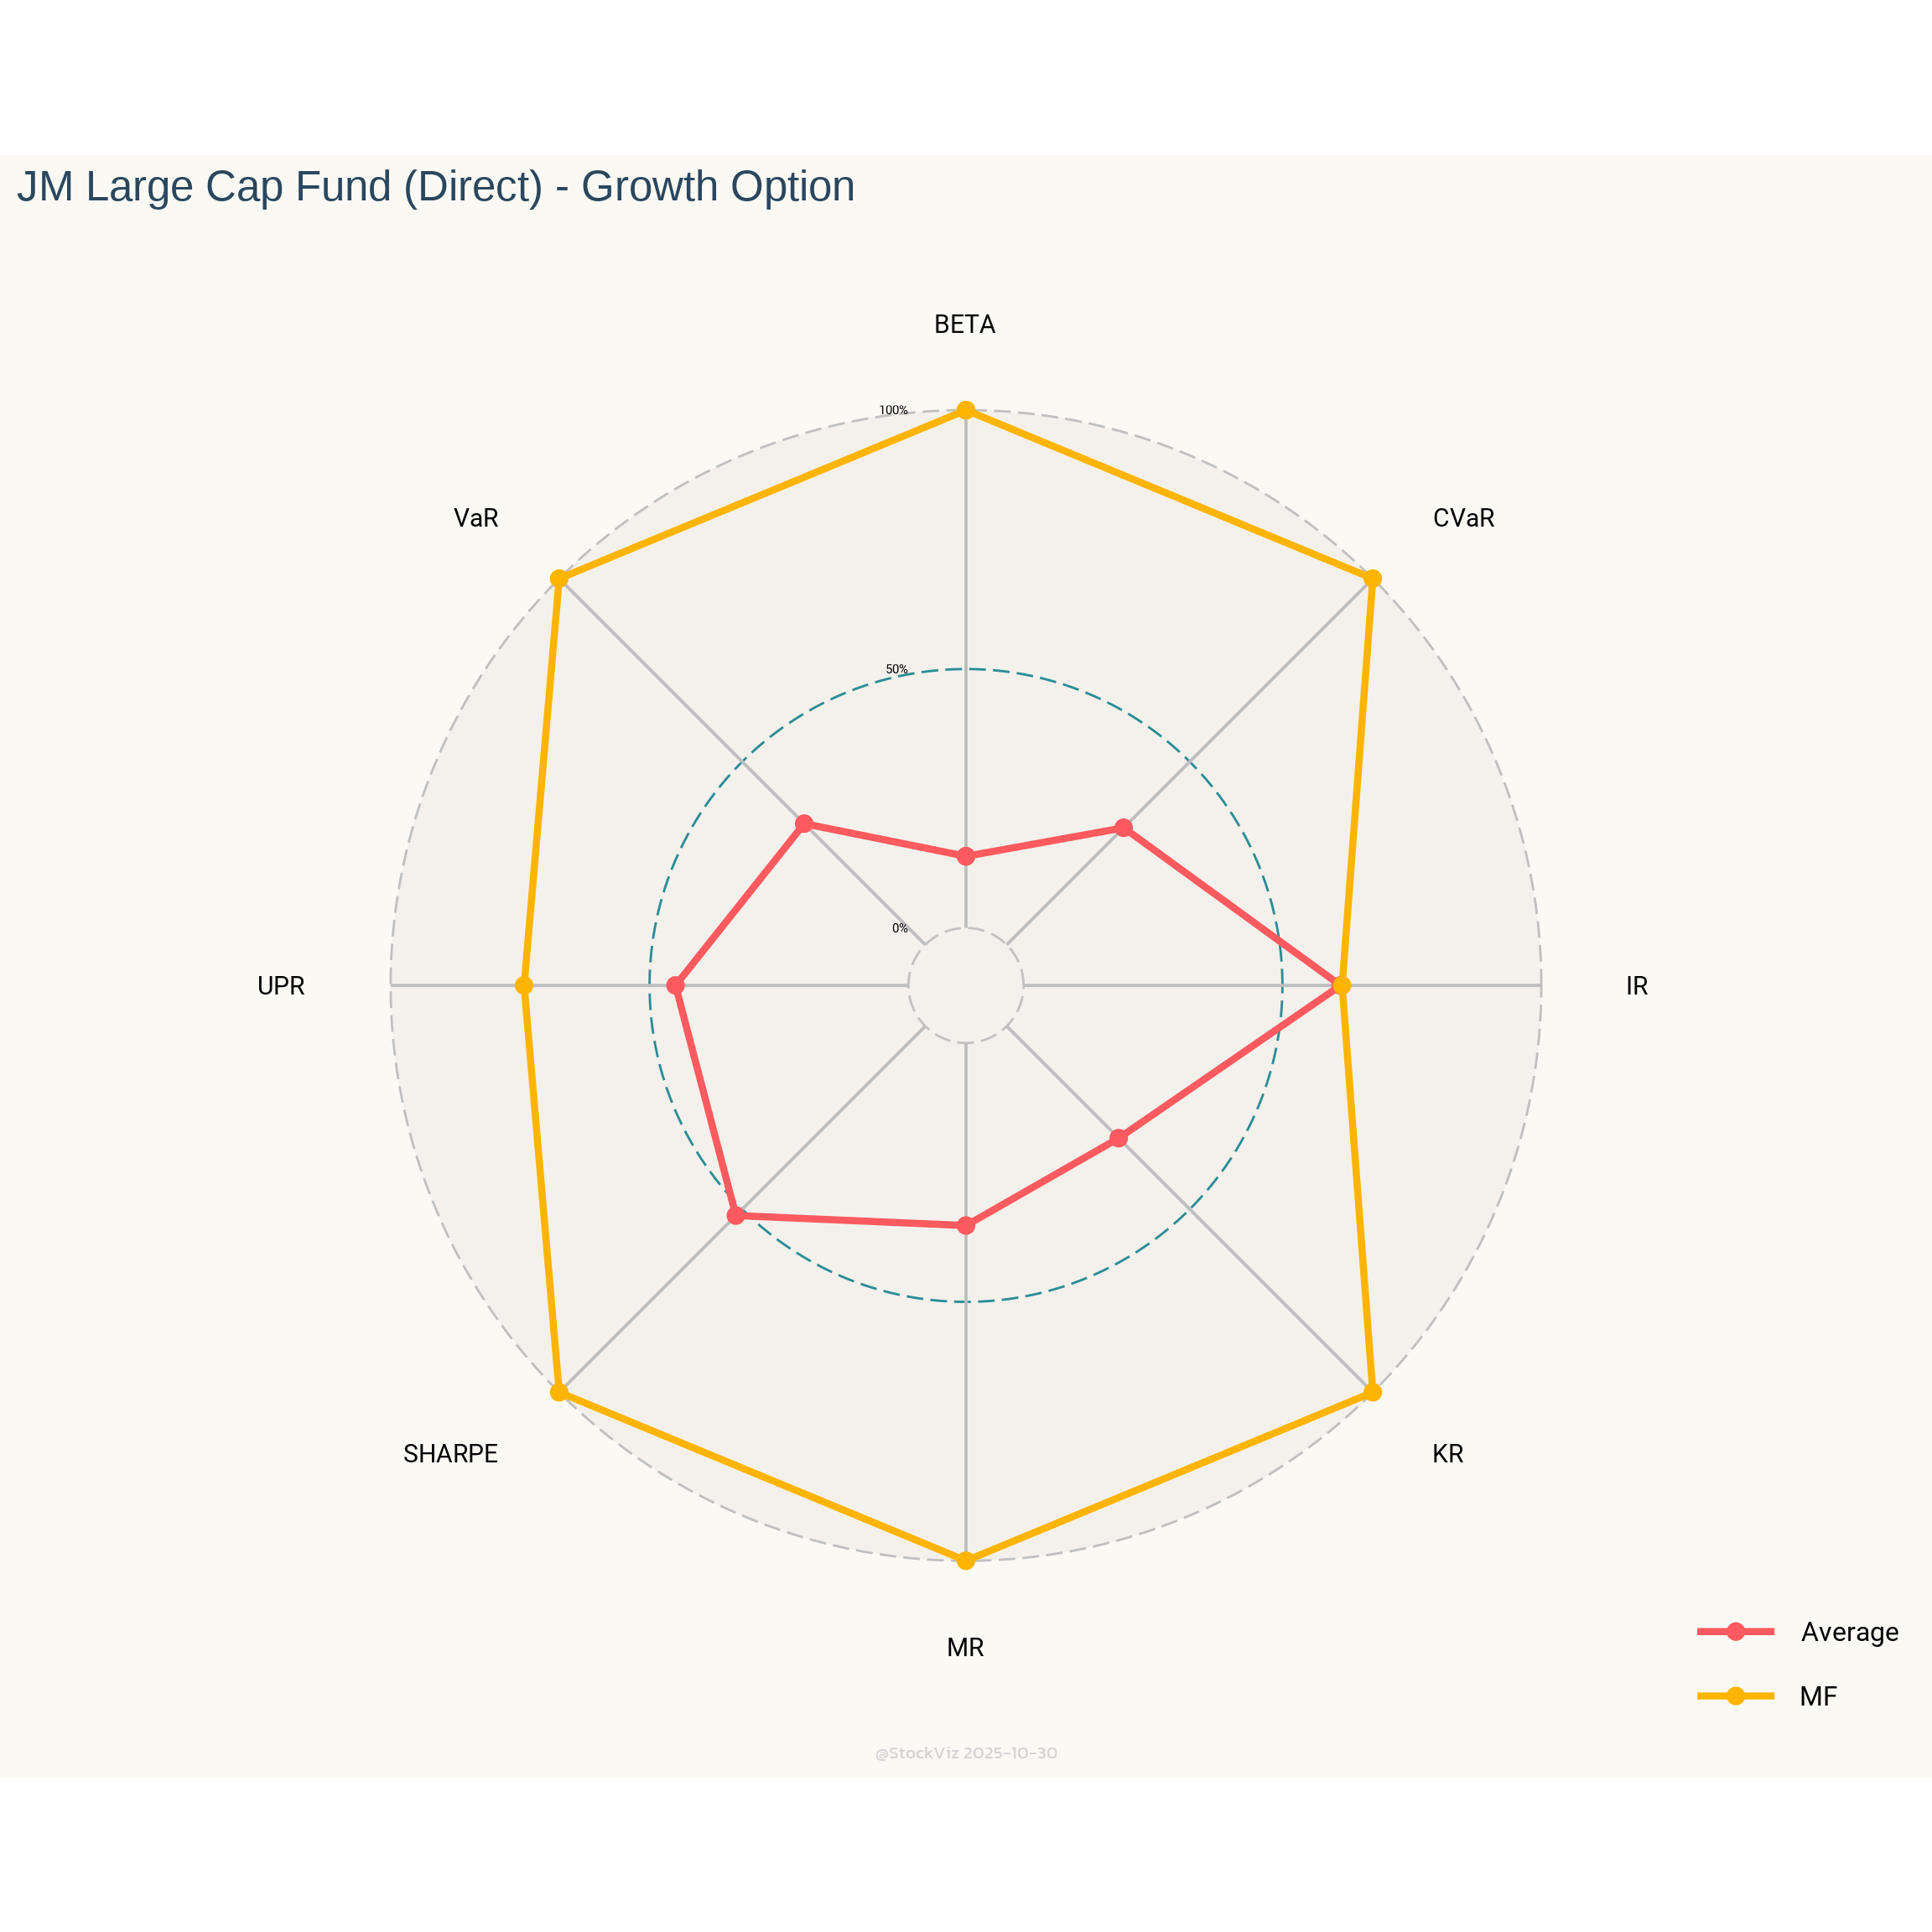 JM Large Cap Fund (Direct) - Growth Option
BETA
100%
VaR
CVaR
50%
0%
UPR
IR
SHARPE
KR
MR
Average
MF
@StockViz 2025-10-30